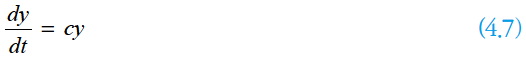 dy/dt = cy (4.7)